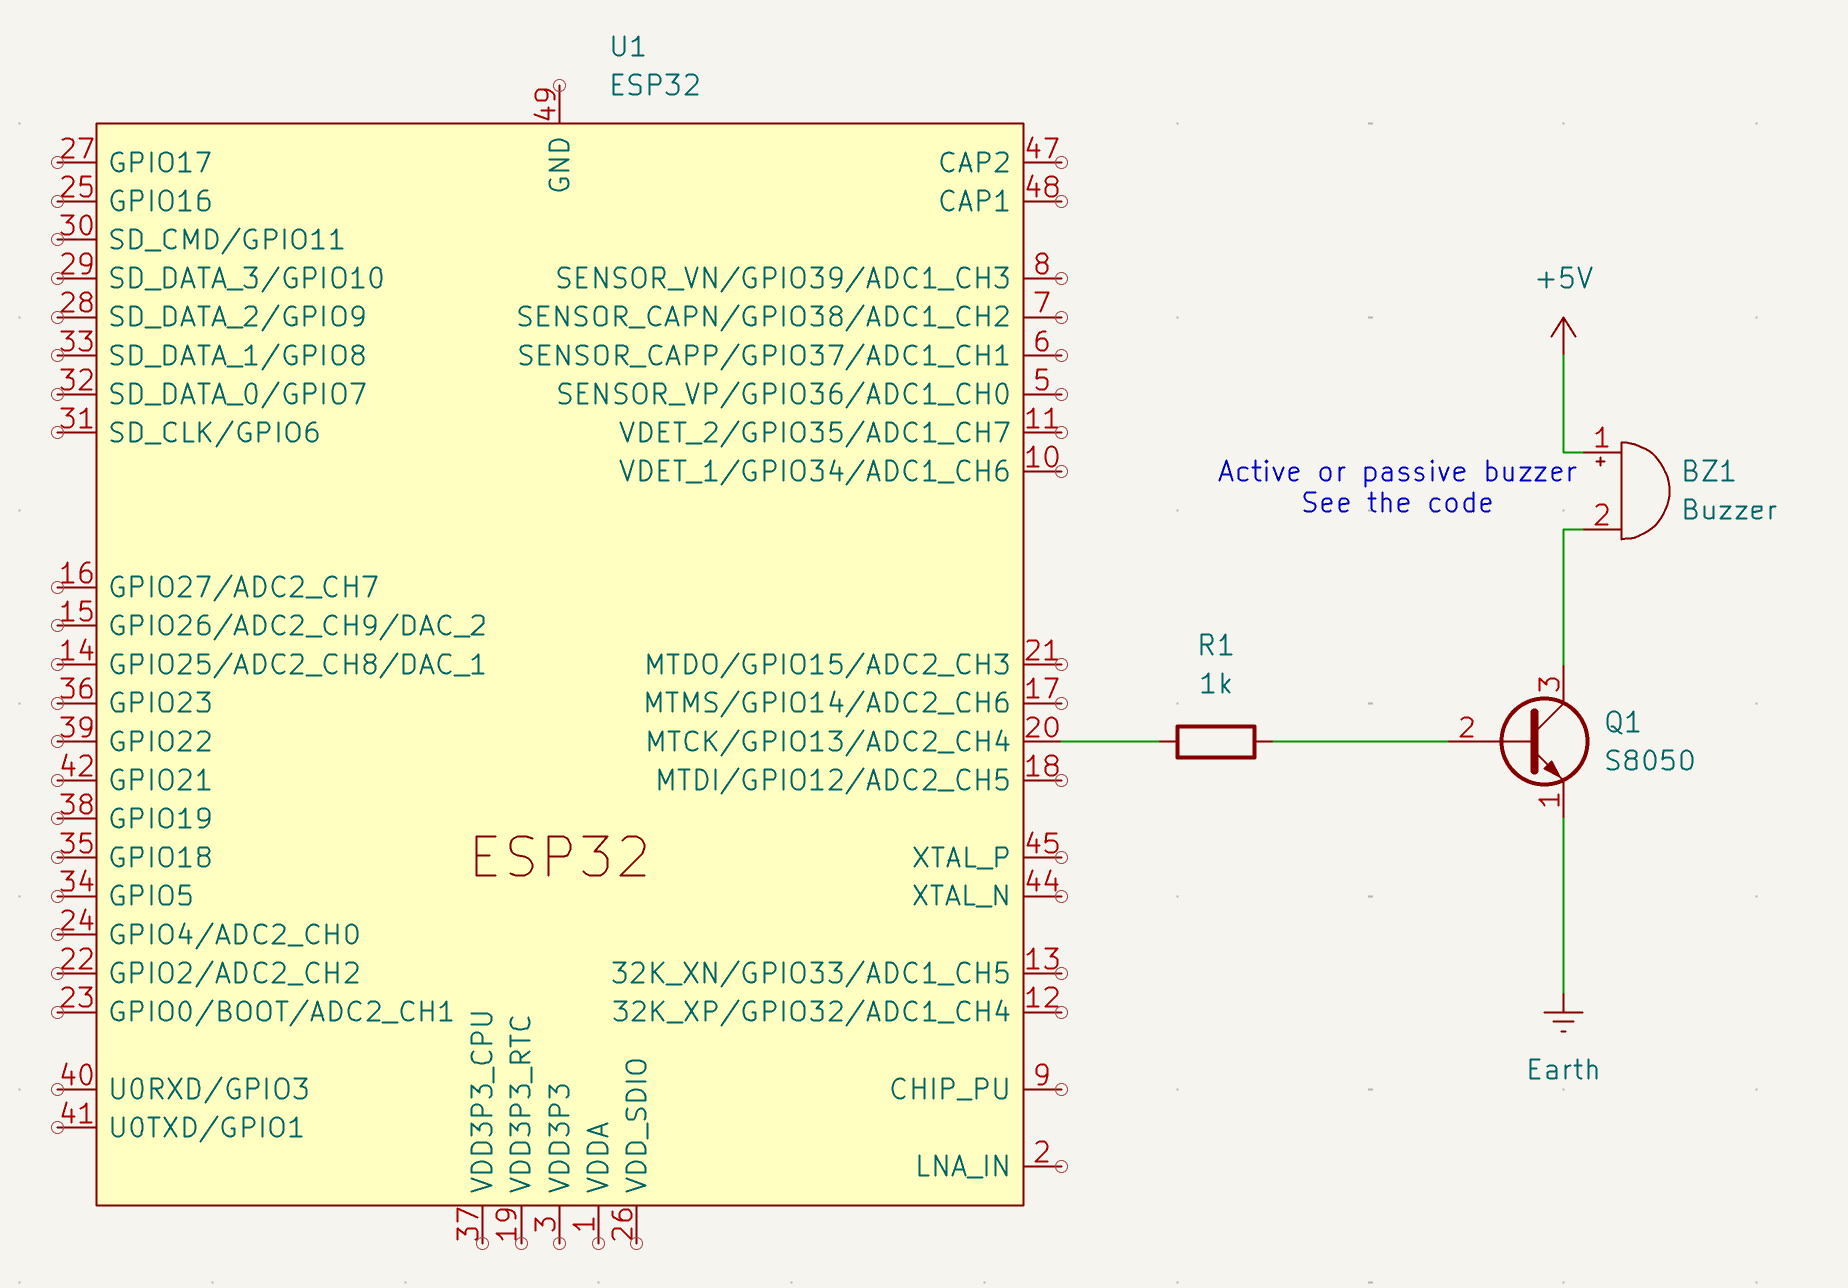 U1
ESP32
49
GND
27 GPIO17
25 GPIO16
30 SD_CMD/GPIO11
29 SD_DATA_3/GPIO10
28 SD_DATA_2/GPIO9
33 SD_DATA_1/GPIO8
32 SD_DATA_0/GPIO7
31 SD_CLK/GPIO6
16 GPIO27/ADC2_CH7
15 GPIO26/ADC2_CH9/DAC_2
14 GPIO25/ADC2_CH8/DAC_1
36 GPIO23
39 GPIO22
42 GPIO21
38 GPIO19
35 GPIO18
34 GPIO5
24 GPIO4/ADC2_CH0
22 GPIO2/ADC2_CH2
23 GPIO0/BOOT/ADC2_CH1
40 U0RXD/GPIO3
41 U0TXD/GPIO1
ESP32
VDD3P3_CPU 37
VDD3P3_RTC 19
VDD3P3 3
VDDA 1
VDD_SDIO 26
CAP2 47
CAP1 48
SENSOR_VN/GPIO39/ADC1_CH3 8
SENSOR_CAPN/GPIO38/ADC1_CH2 7
SENSOR_CAPP/GPIO37/ADC1_CH1 6
SENSOR_VP/GPIO36/ADC1_CH0 5
VDET_2/GPIO35/ADC1_CH7 11
VDET_1/GPIO34/ADC1_CH6 10
MTDO/GPIO15/ADC2_CH3 21
MTMS/GPIO14/ADC2_CH6 17
MTCK/GPIO13/ADC2_CH4 20
MTDI/GPIO12/ADC2_CH5 18
XTAL_P 45
XTAL_N 44
32K_XN/GPIO33/ADC1_CH5 13
32K_XP/GPIO32/ADC1_CH4 12
CHIP_PU 9
LNA_IN 2
R1
1k
+5V
Active or passive buzzer
See the code
1
+
2
BZ1
Buzzer
3
2
1
Q1
S8050
Earth